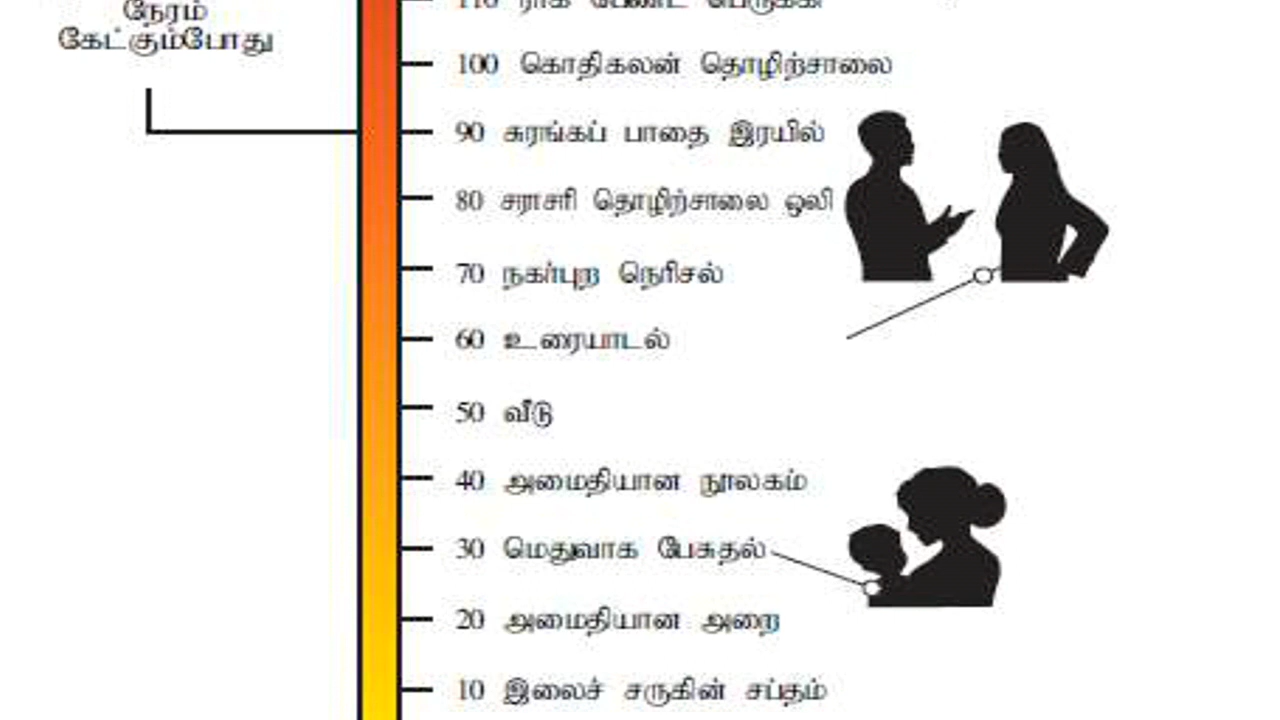 நேரம்
கேட்கும்போது
110 ராக் பேண்ட் பெருக்கி
100 கொதிகலன் தொழிற்சாலை
90 சுரங்கப் பாதை இரயில்
80 சராசரி தொழிற்சாலை ஒலி
70 நகர்புற நெரிசல்
60 உரையாடல்
50 வீடு
40 அமைதியான நூலகம்
30 மெதுவாக பேசுதல்
20 அமைதியான அறை
10 இலைச் சருகின் சப்தம்